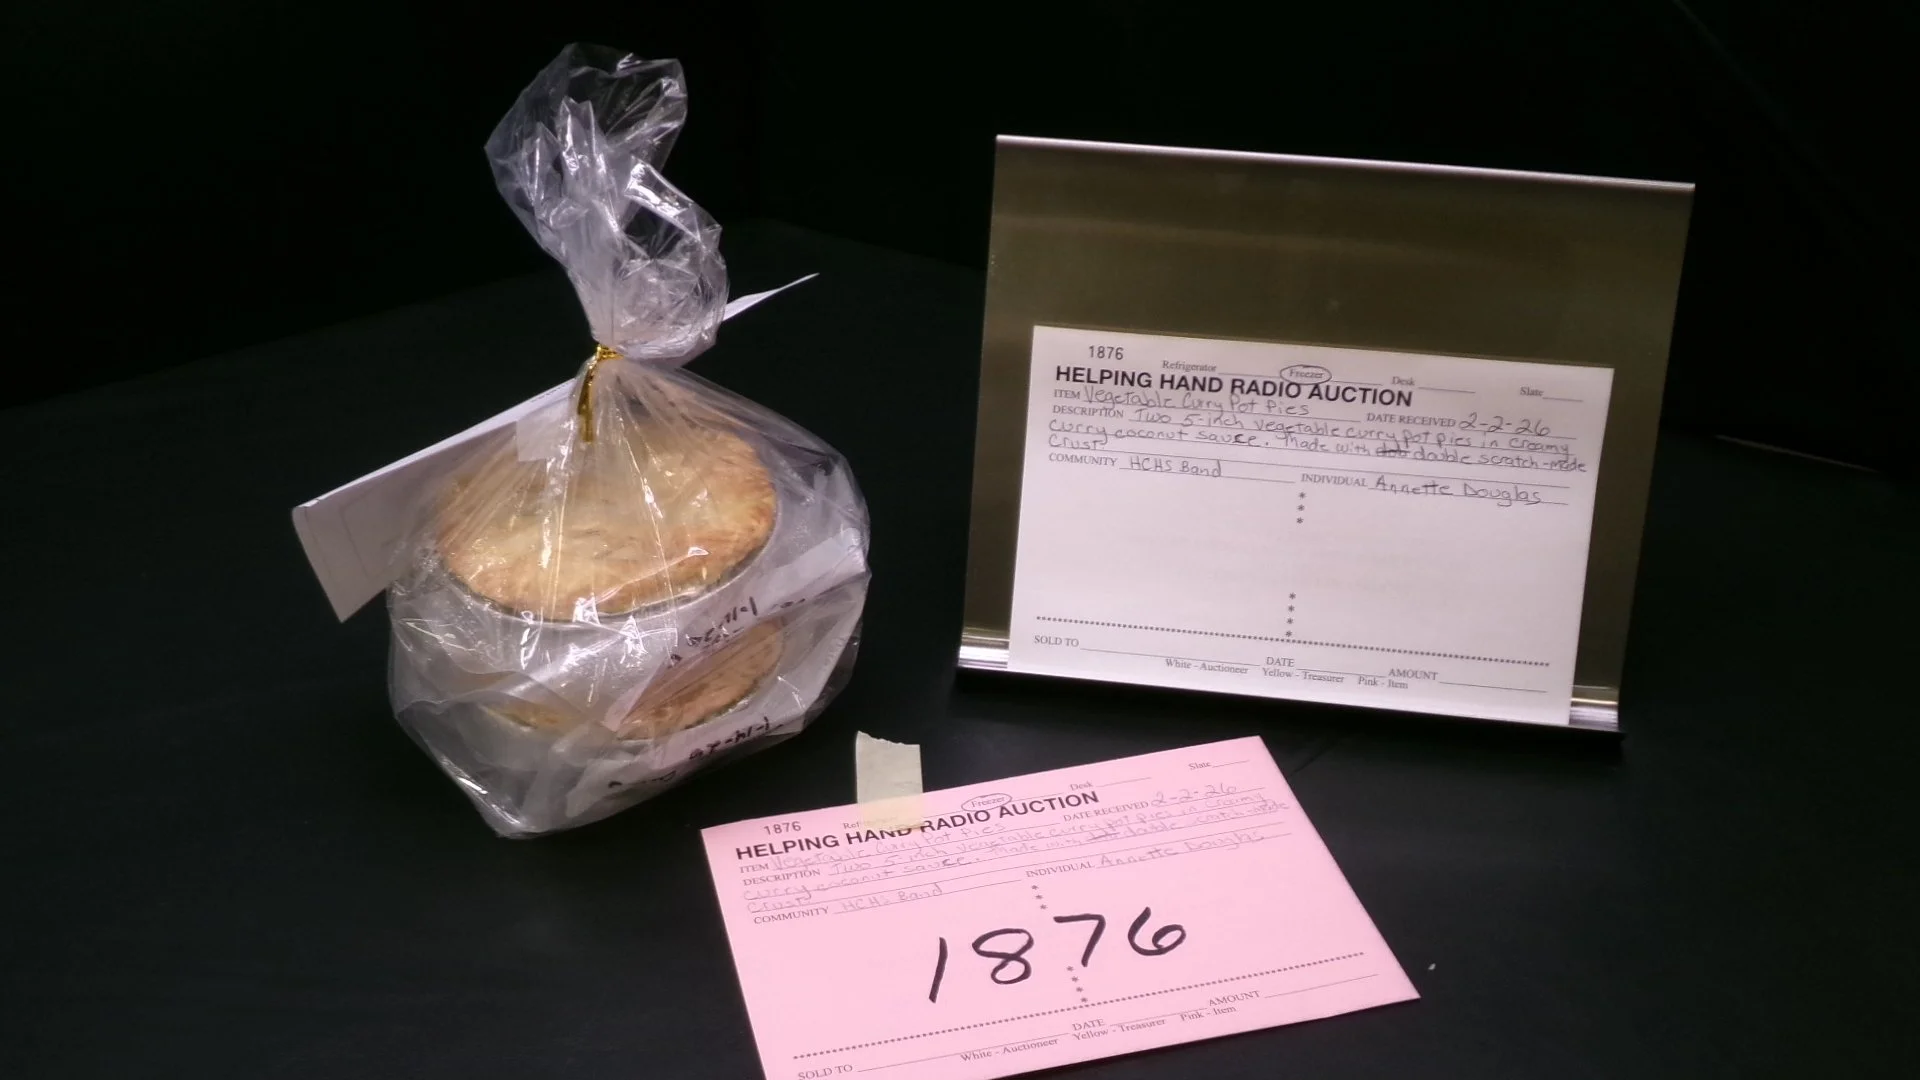 1876
Refrigerator Freezer Desk Slate
HELPING HAND RADIO AUCTION
ITEM Vegetable Curry Pot Pies DATE RECEIVED 2-2-26
DESCRIPTION Two 5-inch vegetable curry pot pies in creamy
curry coconut sauce. Made with double scratch-made
Crust
COMMUNITY HCHS Band INDIVIDUAL Annette Douglas
SOLD TO DATE AMOUNT
White - Auctioneer Yellow - Treasurer Pink - Item
1876
Freezer Desk Slate
HELPING HAND RADIO AUCTION
ITEM Vegetable Curry Pot Pies DATE RECEIVED 2-2-26
DESCRIPTION Two 5-inch vegetable curry pot pies in Creamy
curry coconut sauce. Made with double scratch-made
Crust
COMMUNITY HCHS Band INDIVIDUAL Annette Douglas
1876
SOLD TO DATE AMOUNT
White - Auctioneer Yellow - Treasurer Pink - Item